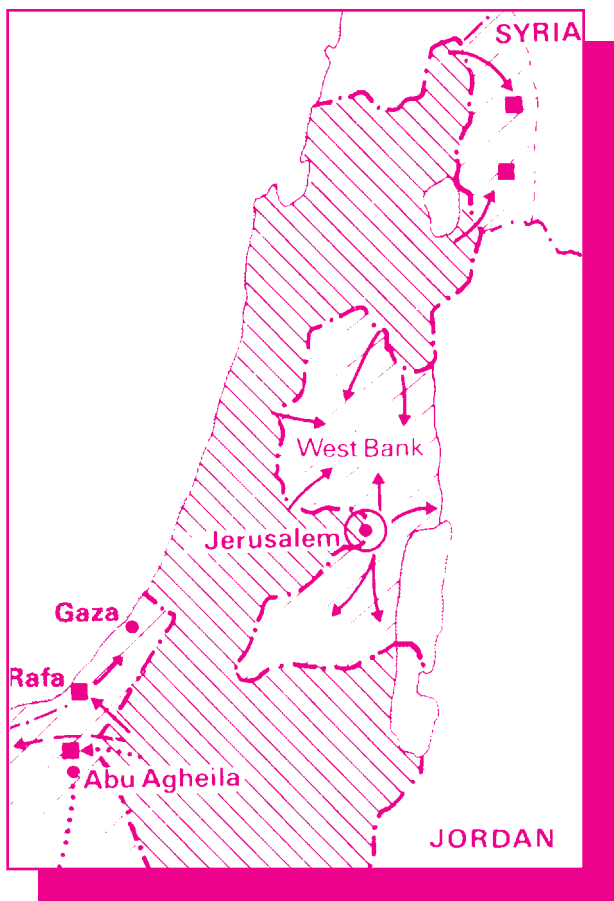 SYRIA
West Bank
Jerusalem
Gaza
Rafa
Abu Agheila
JORDAN